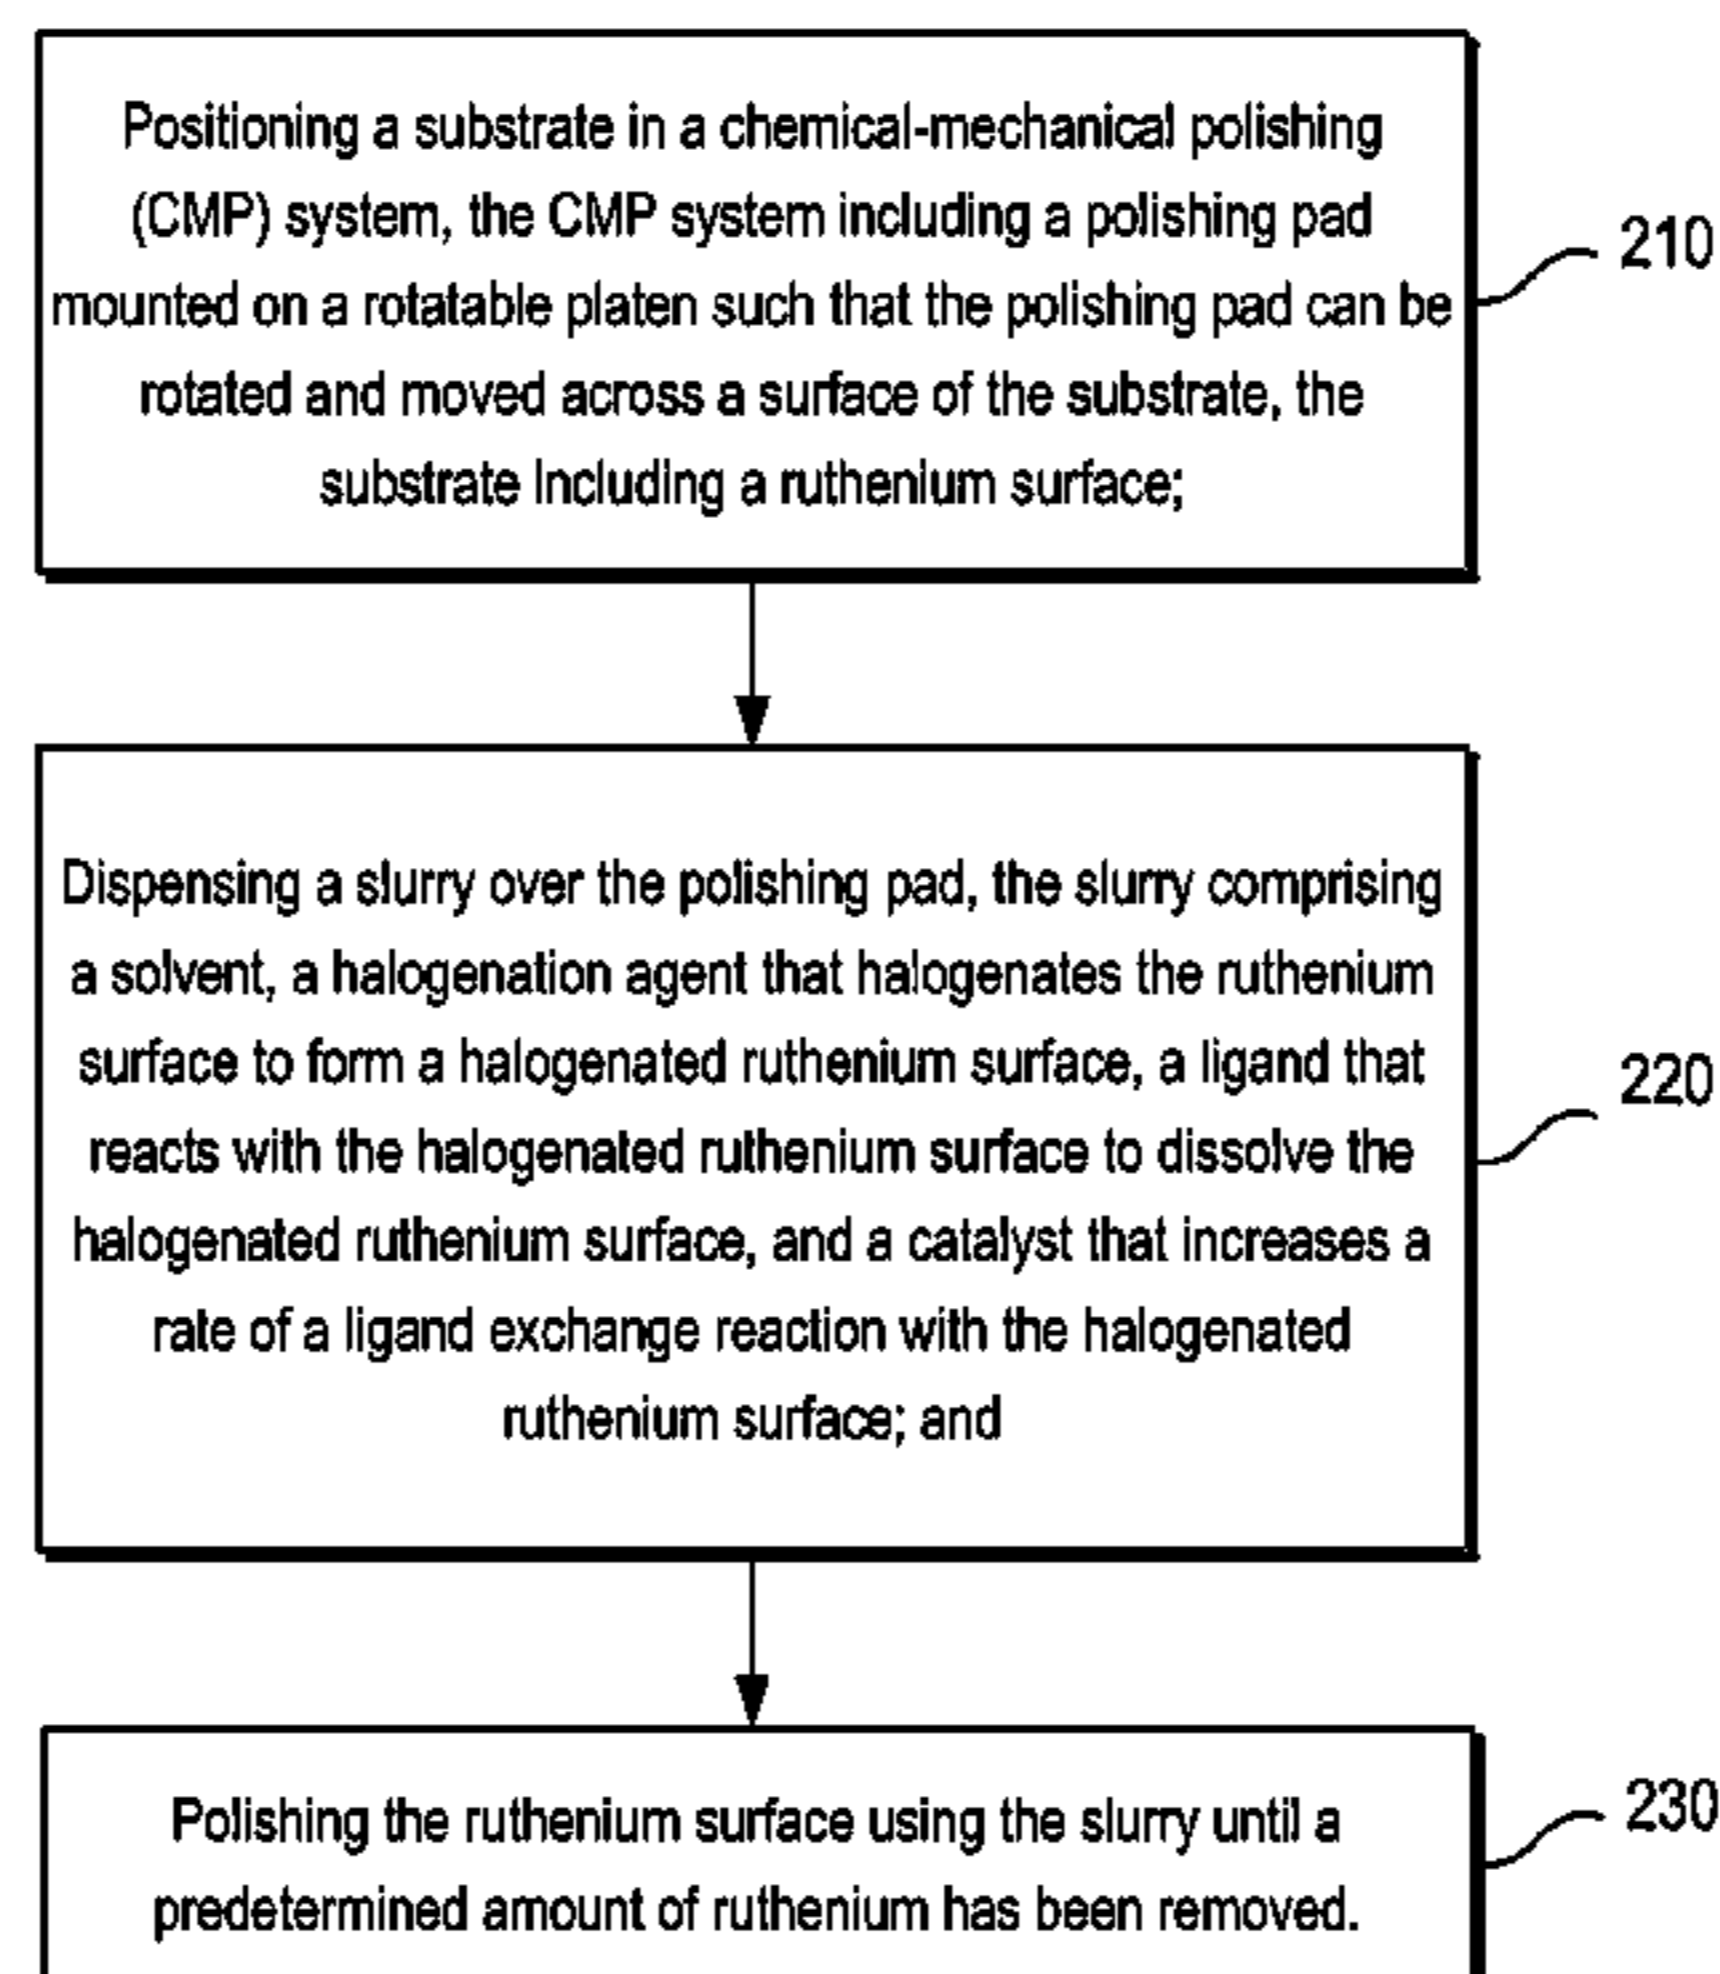 Positioning a substrate in a chemical-mechanical polishing
(CMP) system, the CMP system including a polishing pad
mounted on a rotatable platen such that the polishing pad can be
rotated and moved across a surface of the substrate, the
substrate including a ruthenium surface;
210
Dispensing a slurry over the polishing pad, the slurry comprising
a solvent, a halogenation agent that halogenates the ruthenium
surface to form a halogenated ruthenium surface, a ligand that
reacts with the halogenated ruthenium surface to dissolve the
halogenated ruthenium surface, and a catalyst that increases a
rate of a ligand exchange reaction with the halogenated
ruthenium surface; and
220
Polishing the ruthenium surface using the slurry until a
predetermined amount of ruthenium has been removed.
230